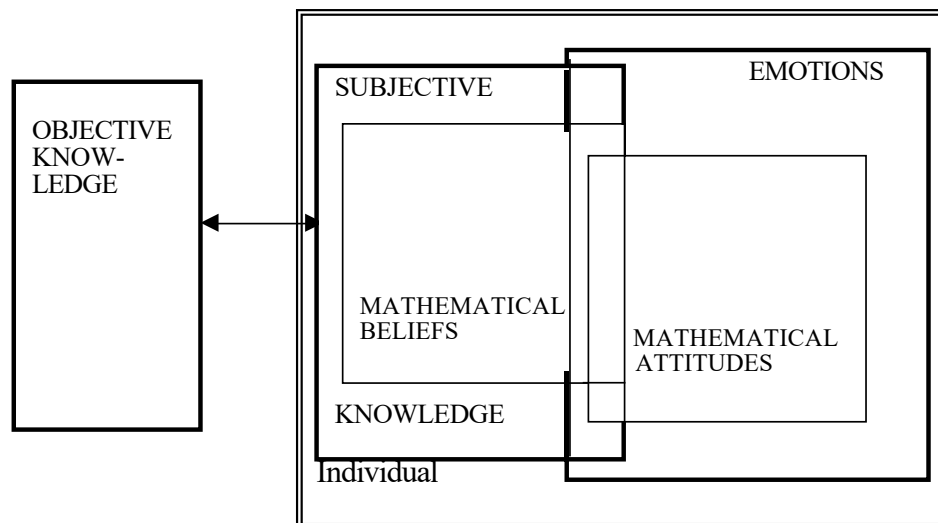 OBJECTIVE
KNOW-
LEDGE
SUBJECTIVE
EMOTIONS
MATHEMATICAL
BELIEFS
MATHEMATICAL
ATTITUDES
KNOWLEDGE
Individual